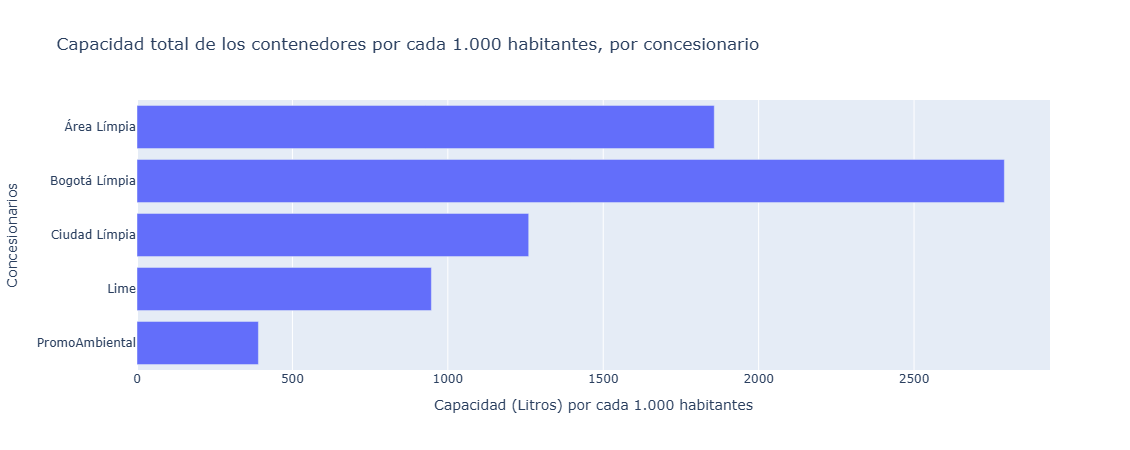 Capacidad total de los contenedores por cada 1.000 habitantes, por concesionario
Concesionarios
Área Límpia
Bogotá Límpia
Ciudad Límpia
Lime
PromoAmbiental
0 500 1000 1500 2000 2500
Capacidad (Litros) por cada 1.000 habitantes